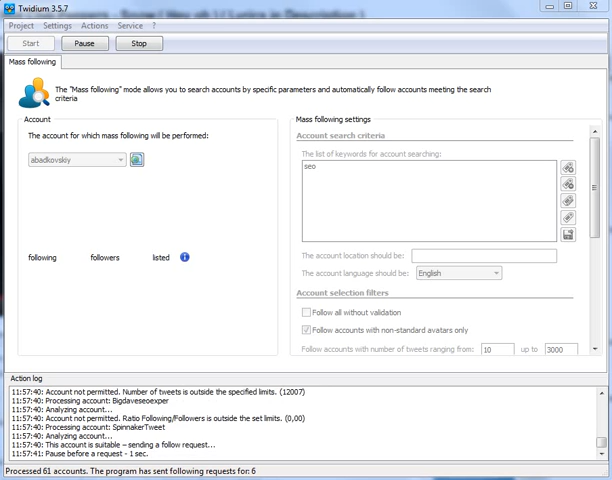 Twidium 3.5.7
Project Settings Actions Service ?
Start Pause Stop
Mass following
The "Mass following" mode allows you to search accounts by specific parameters and automatically follow accounts meeting the search
criteria
Account
The account for which mass following will be performed:
abadkovskiy
following followers listed
Mass following settings
Account search criteria
The list of keywords for account searching:
seo
The account location should be:
The account language should be: English
Account selection filters
Follow all without validation
Follow accounts with non-standard avatars only
Follow accounts with number of tweets ranging from: 10 up to 3000
Action log
11:57:40: Account not permitted. Number of tweets is outside the specified limits. (12007)
11:57:40: Processing account: Bigdaveseoexper
11:57:40: Analyzing account...
11:57:40: Account not permitted. Ratio Following/Followers is outside the set limits. (0,00)
11:57:40: Processing account: SpinnakerTweet
11:57:40: Analyzing account...
11:57:40: This account is suitable – sending a follow request...
11:57:41: Pause before a request - 1 sec.
Processed 61 accounts. The program has sent following requests for: 6